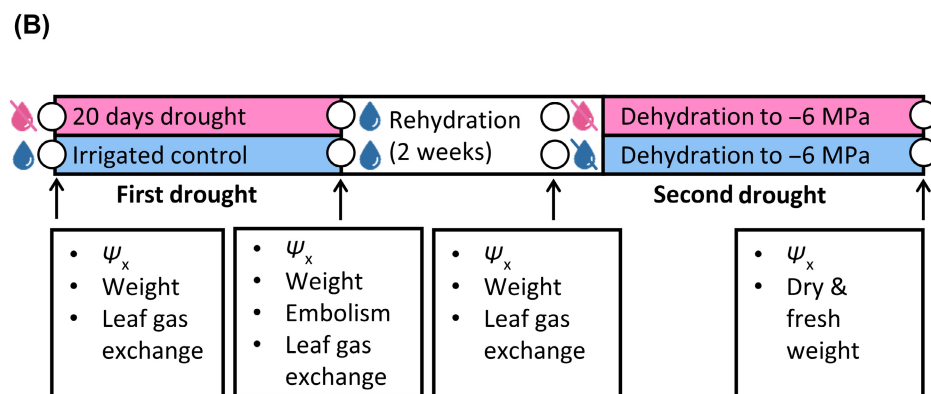 (B)
20 days drought
Irrigated control
Rehydration
(2 weeks)
Dehydration to −6 MPa
Dehydration to −6 MPa
First drought
Second drought
• Ψx
• Weight
• Leaf gas
exchange
• Ψx
• Weight
• Embolism
• Leaf gas
exchange
• Ψx
• Weight
• Leaf gas
exchange
• Ψx
• Dry &
fresh
weight